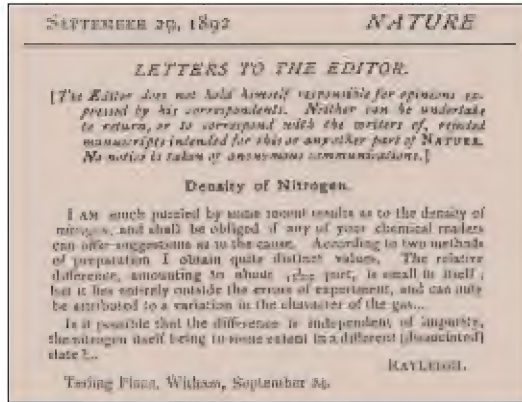 SEPTEMBER 29, 1892 NATURE
LETTERS TO THE EDITOR.
[The Editor does not hold himself responsible for opinions ex-
pressed by his correspondents. Neither can he undertake
to return, or to correspond with the writers of, rejected
manuscripts intended for this or any other part of NATURE.
No notice is taken of anonymous communications.]
Density of Nitrogen.
I AM much puzzled by some recent results as to the density of
nitrogen, and shall be obliged if any of your chemical readers
can offer suggestions as to the cause. According to two methods
of preparation I obtain quite distinct values. The relative
difference, amounting to about part, is small in itself,
but it lies entirely outside the errors of experiment, and can only
be attributed to a variation in the character of the gas...
Is it possible that the difference is independent of impurity,
the nitrogen itself being to some extent in a different (dissociated)
state?...
RAYLEIGH.
Terling Place, Witham, September 24.